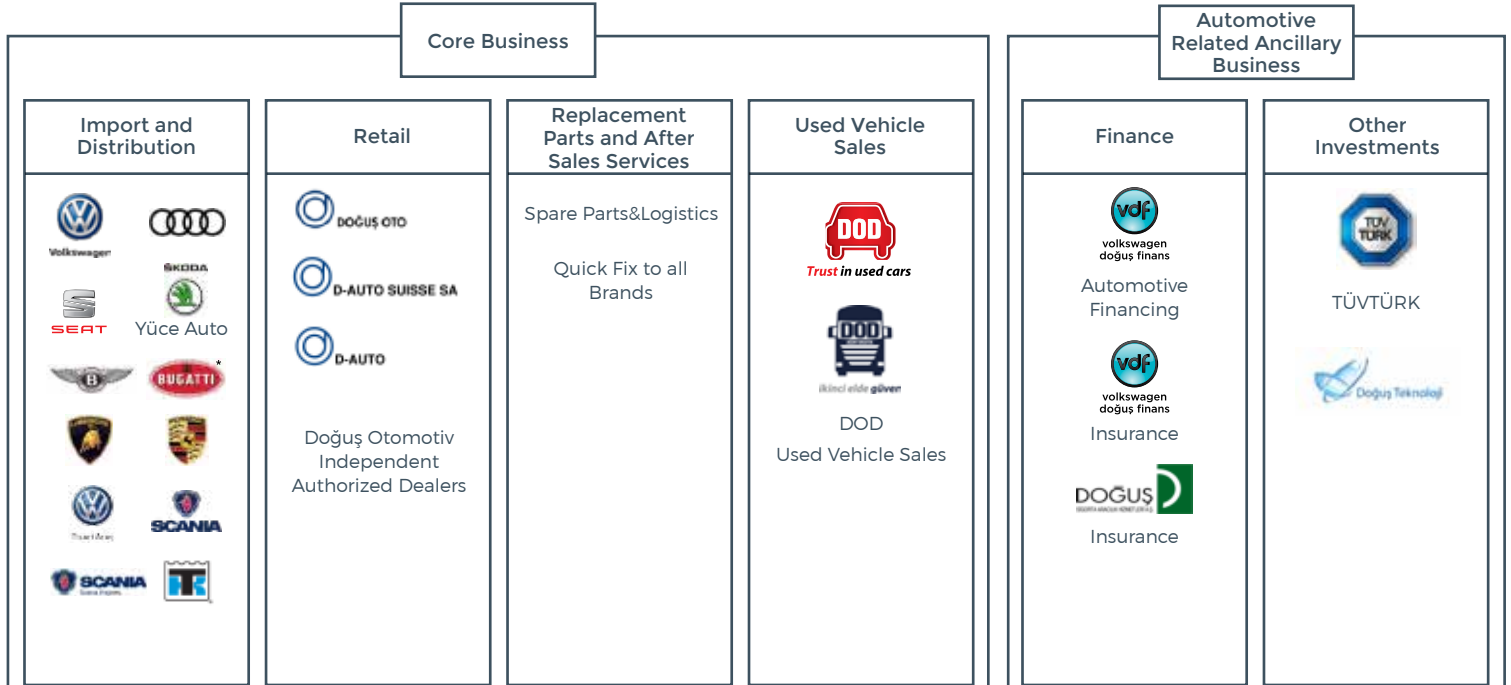 Core Business
Automotive
Related Ancillary
Business
Import and
Distribution
Retail
Replacement
Parts and After
Sales Services
Used Vehicle
Sales
Finance
Other
Investments
Volkswagen
ŠKODA
SEAT
Yüce Auto
B
BUGATTI
*
SCANIA
SCANIA
DOĞUŞ OTO
D-AUTO SUISSE SA
D-AUTO
Doğuş Otomotiv
Independent
Authorized Dealers
Spare Parts&Logistics
Quick Fix to all
Brands
DOD
Trust in used cars
DOD
ikinci elde güven
DOD
Used Vehicle Sales
vdf
volkswagen
doğuş finans
Automotive
Financing
vdf
volkswagen
doğuş finans
Insurance
DOĞUŞ
Insurance
TÜV
TÜRK
TÜVTÜRK
Doğuş Teknoloji